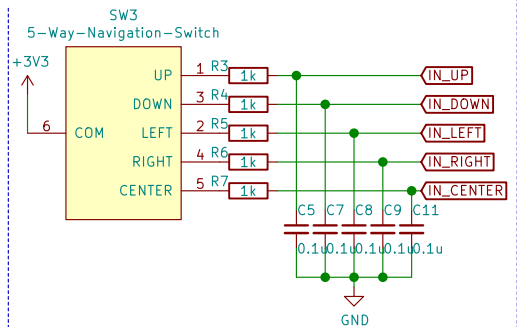 SW3
5-Way-Navigation-Switch
+3V3
UP 1 R3 1k IN_UP
DOWN 3 R4 1k IN_DOWN
6 COM LEFT 2 R5 1k IN_LEFT
RIGHT 4 R6 1k IN_RIGHT
CENTER 5 R7 1k IN_CENTER
C5 C7 C8 C9 C11
0.1u 0.1u 0.1u 0.1u 0.1u
GND